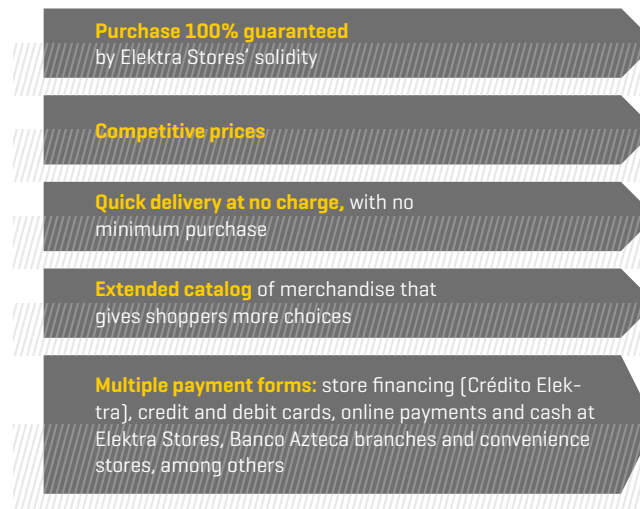 Purchase 100% guaranteed
by Elektra Stores’ solidity
Competitive prices
Quick delivery at no charge, with no
minimum purchase
Extended catalog of merchandise that
gives shoppers more choices
Multiple payment forms: store financing (Crédito Elek-
tra), credit and debit cards, online payments and cash at
Elektra Stores, Banco Azteca branches and convenience
stores, among others